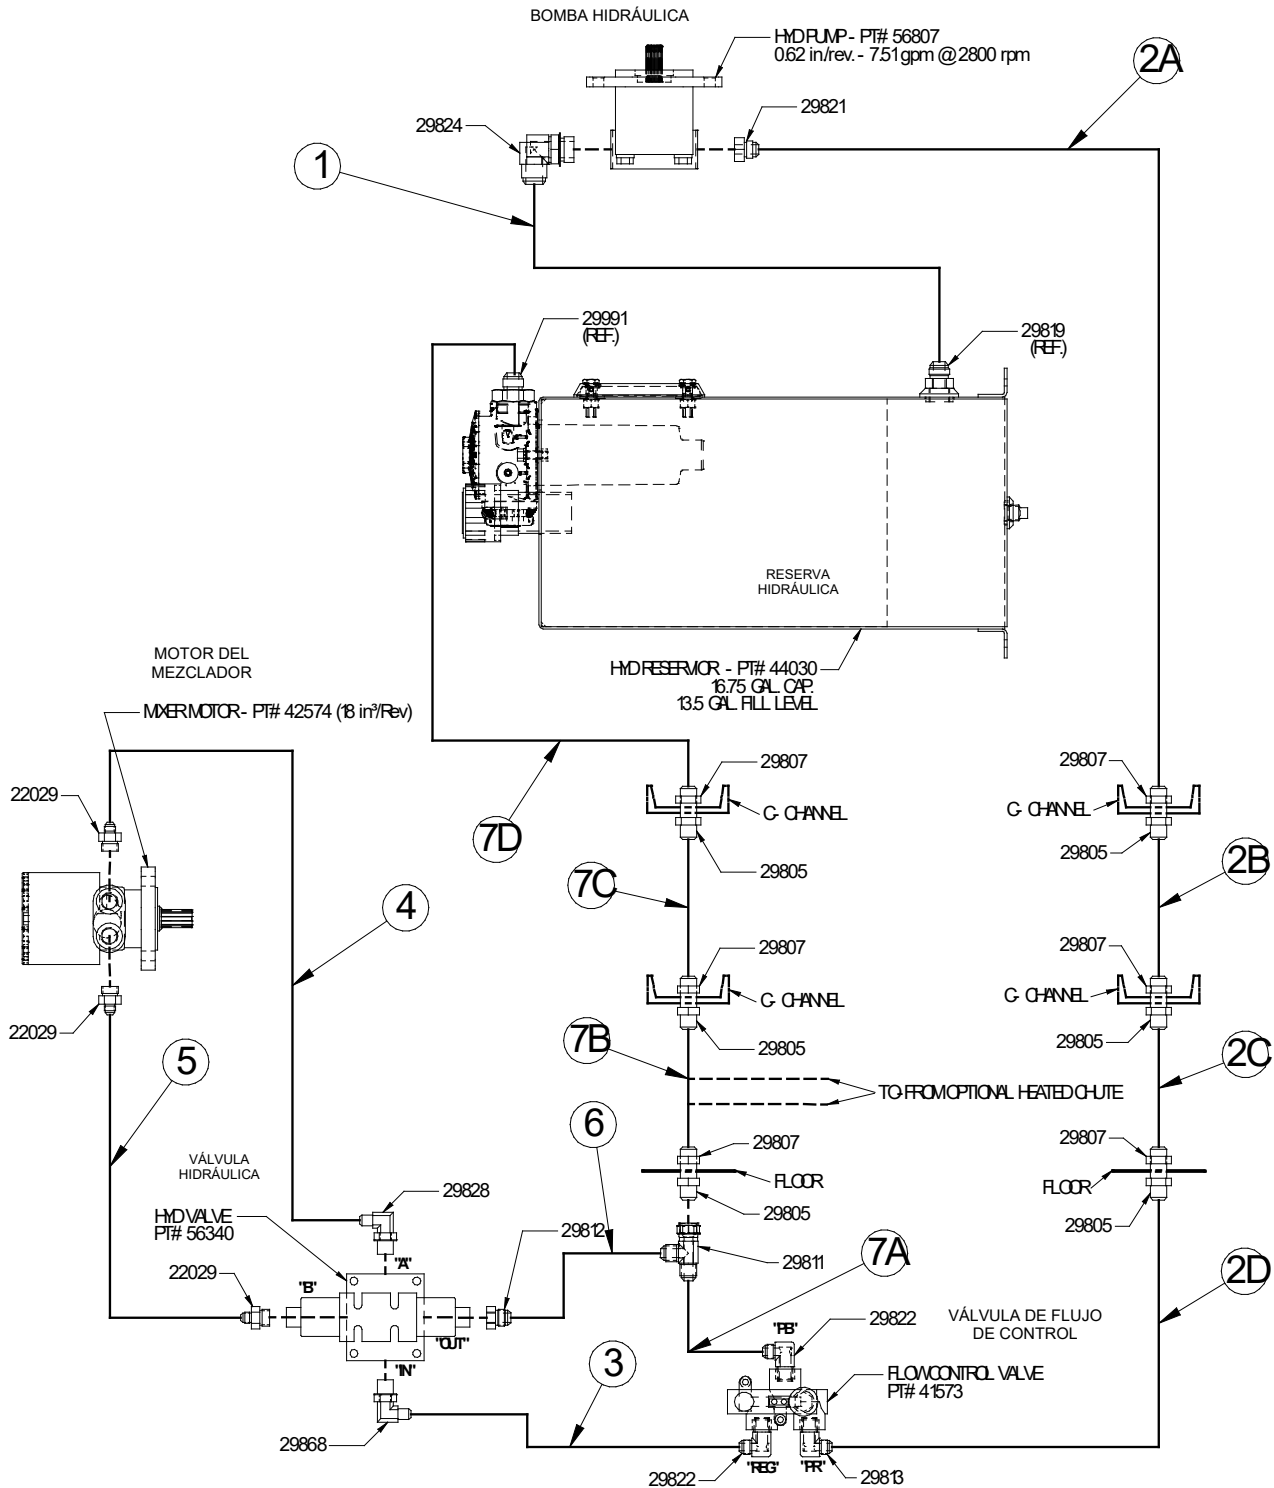 BOMBA HIDRÁULICA
HYD PUMP - PT# 56807
0.62 in/rev. - 7.51 gpm @ 2800 rpm
2A
29821
29824
1
29991
(REF.)
29819
(REF.)
RESERVA
HIDRÁULICA
MOTOR DEL
MEZCLADOR
HYD RESERVIOR - PT# 44030
16.75 GAL. CAP.
13.5 GAL. FILL LEVEL
MIXER MOTOR - PT# 42574 (18 in³/Rev)
29807
29807
22029
C- CHANNEL
C- CHANNEL
7D
29805
29805
2B
7C
4
29807
29807
C- CHANNEL
C- CHANNEL
22029
29805
29805
7B
2C
5
TO-FROM OPTIONAL HEATED CHUTE
6
29807
29807
VÁLVULA
HIDRÁULICA
FLOOR
FLOOR
29828
29805
29805
HYD VALVE
PT# 56340
29812
29811
7A
2D
"A"
22029
"B"
"OUT"
"IN"
"PB"
29822
VÁLVULA DE FLUJO
DE CONTROL
3
FLOW CONTROL VALVE
PT# 41573
29868
"REG"
"PR"
29822
29813